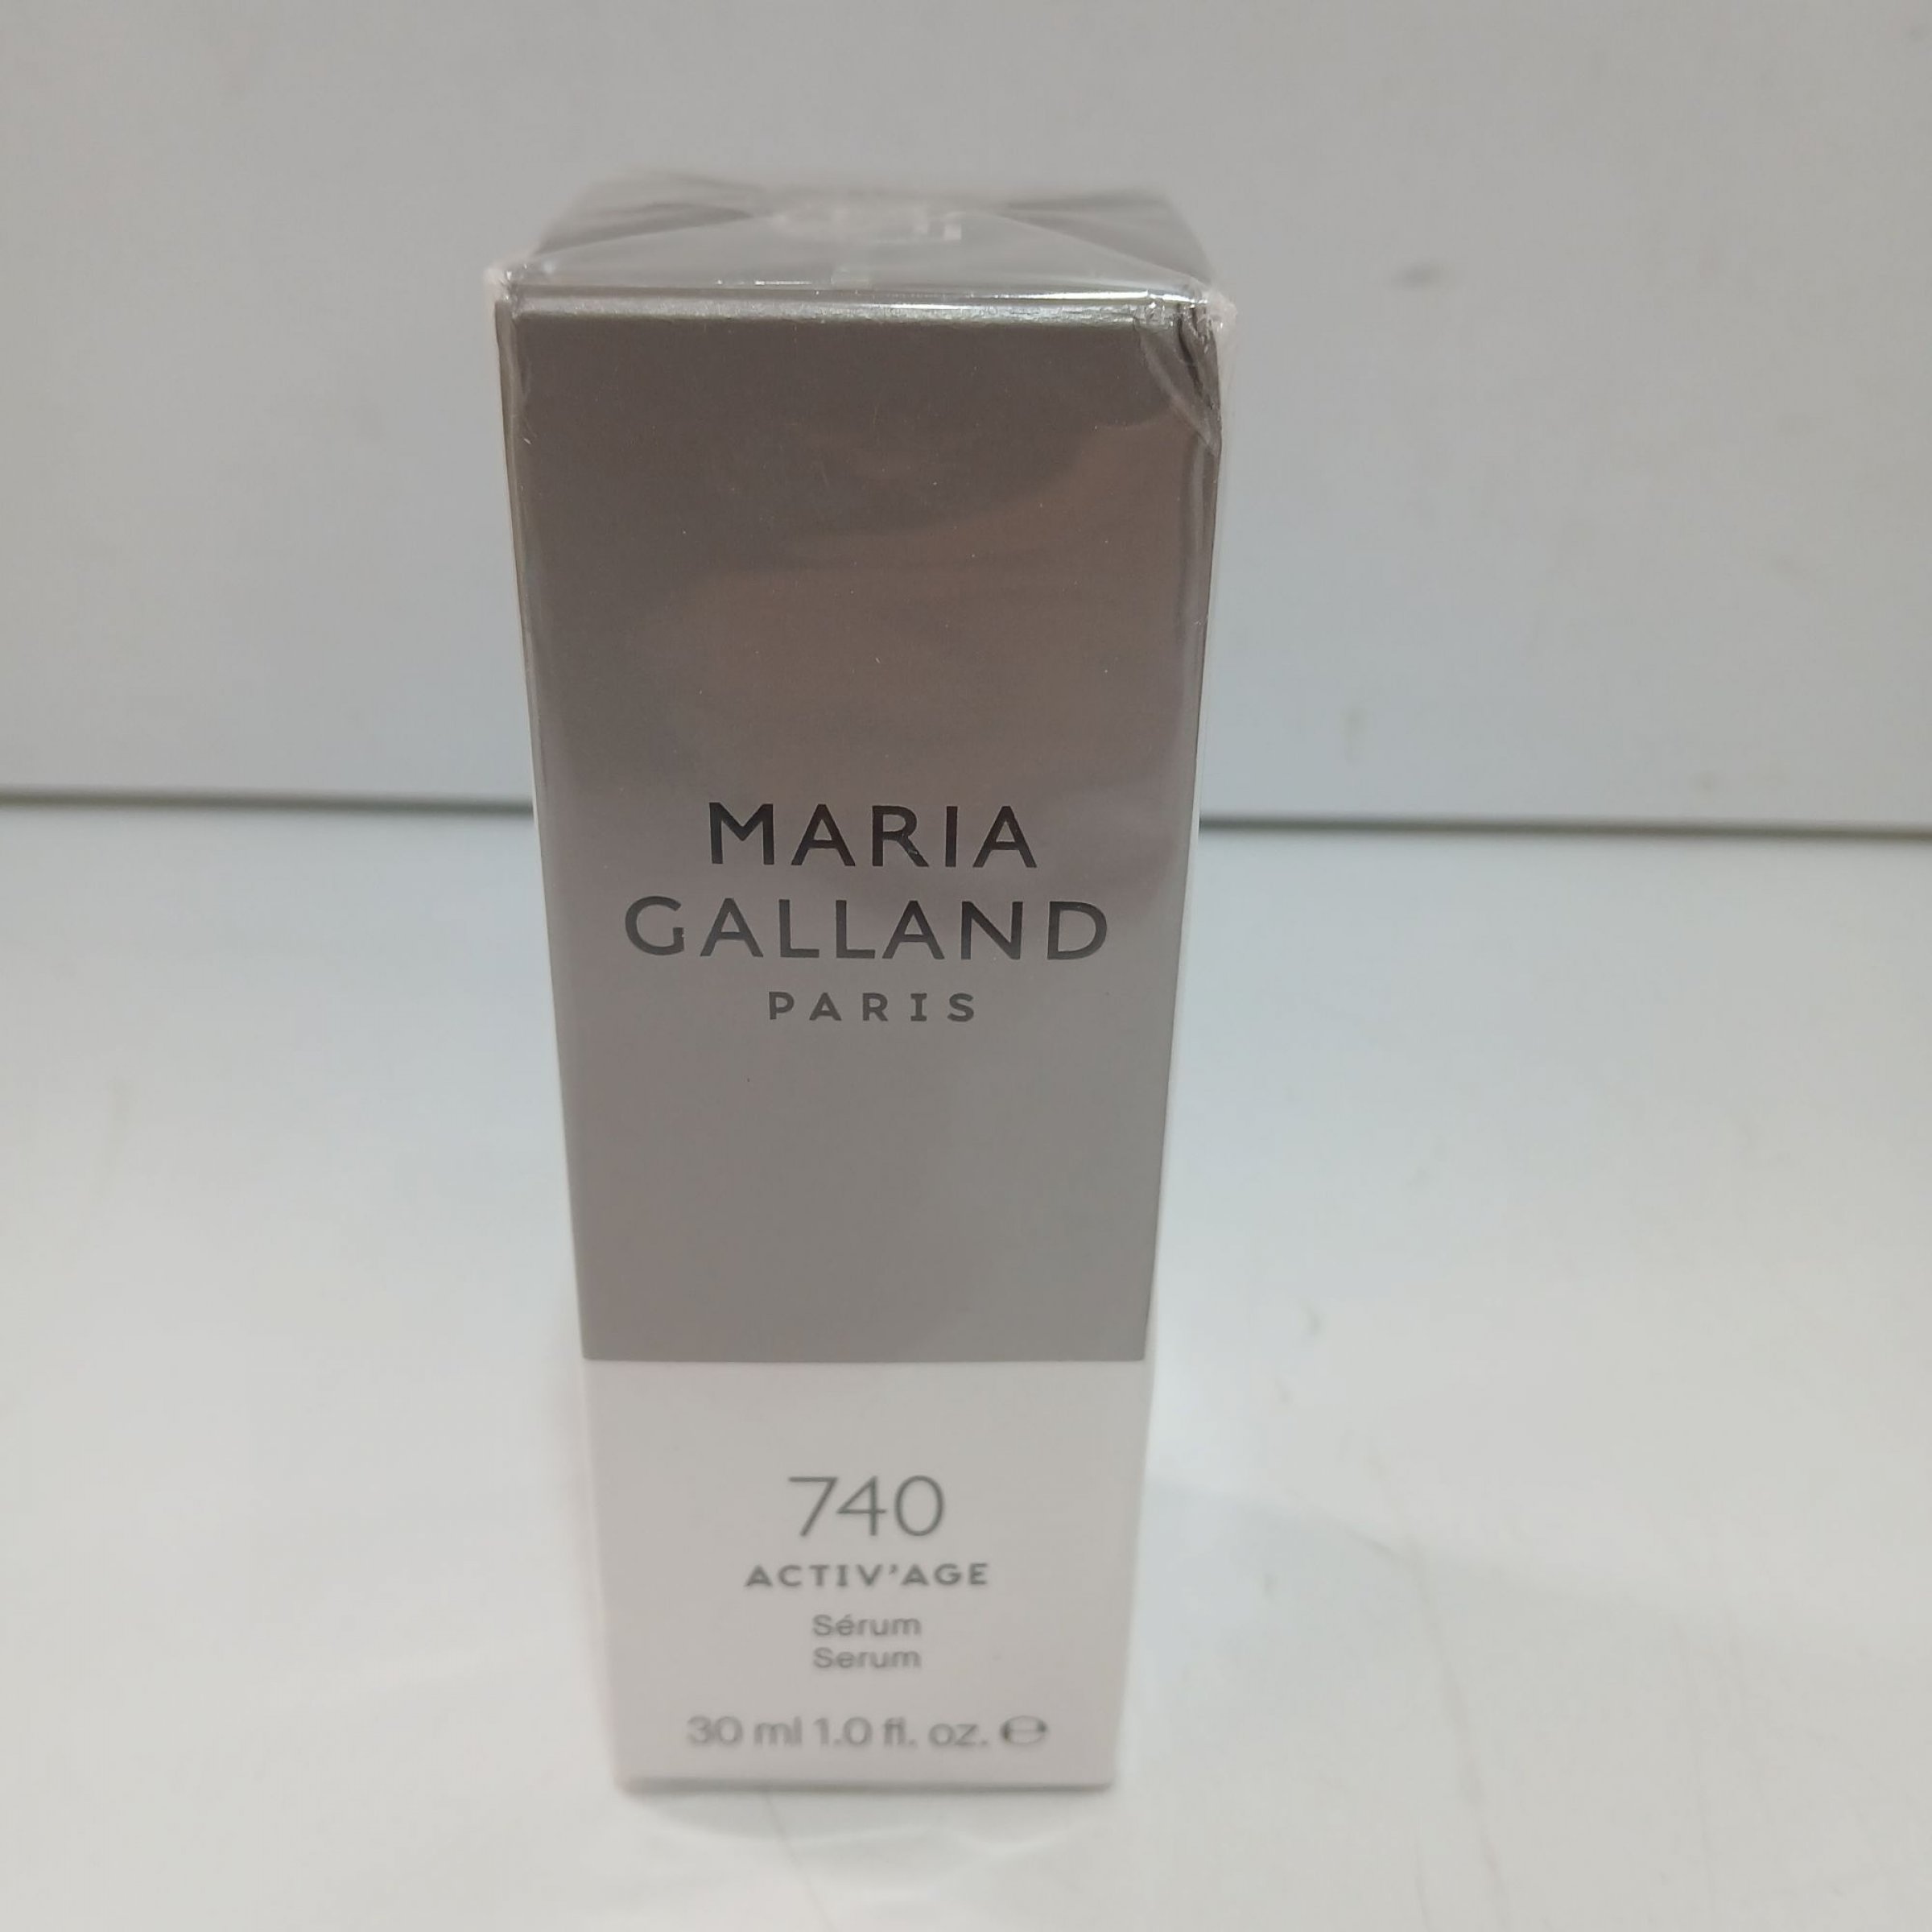 MARIA
GALLAND
PARIS
740
ACTIV'AGE
Sérum
Serum
30 ml 1.0 fl. oz. ℮